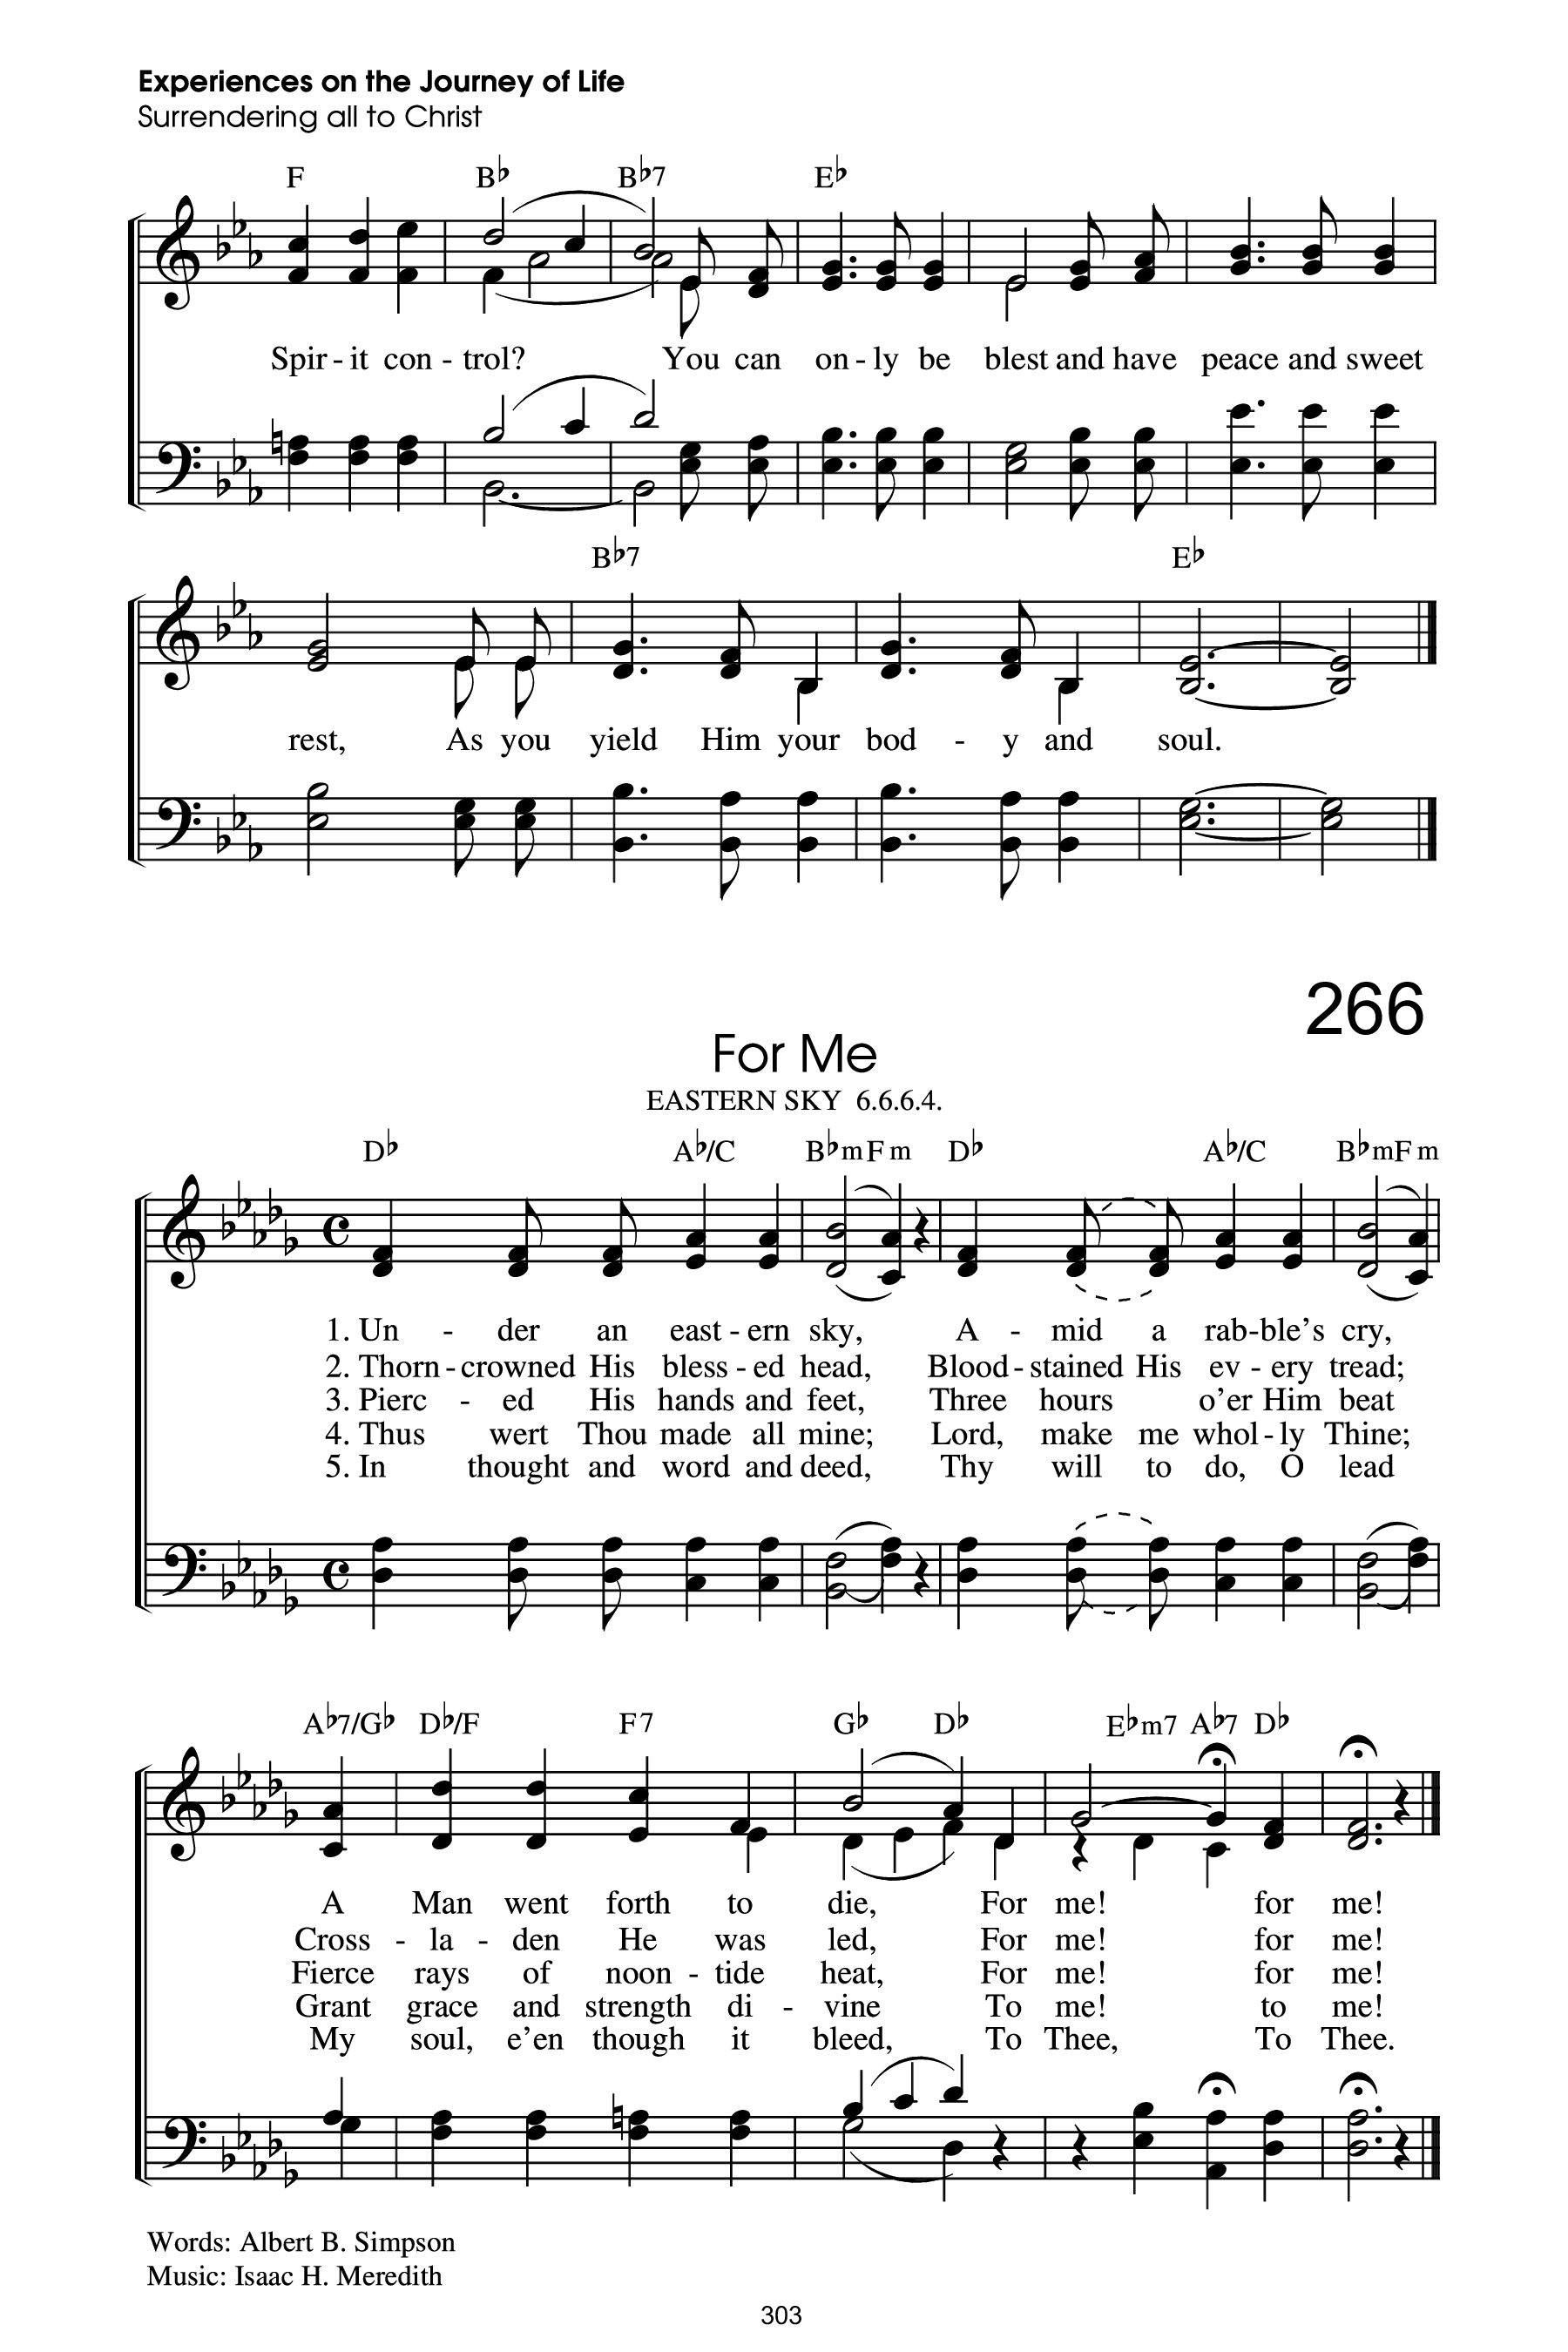 Experiences on the Journey of Life
Surrendering all to Christ
F B♭ B♭7 E♭
Spir - it con - trol? You can on - ly be blest and have peace and sweet
B♭7 E♭
rest, As you yield Him your bod - y and soul.
266
For Me
EASTERN SKY 6.6.6.4.
D♭ A♭/C B♭m Fm D♭ A♭/C B♭m Fm
1. Un - der an east - ern sky, A - mid a rab - ble's cry,
2. Thorn - crowned His bless - ed head, Blood - stained His ev - ery tread;
3. Pierc - ed His hands and feet, Three hours o'er Him beat
4. Thus wert Thou made all mine; Lord, make me whol - ly Thine;
5. In thought and word and deed, Thy will to do, O lead
A♭7/G♭ D♭/F F7 G♭ D♭ E♭m7 A♭7 D♭
A Man went forth to die, For me! for me!
Cross - la - den He was led, For me! for me!
Fierce rays of noon - tide heat, For me! for me!
Grant grace and strength di - vine To me! to me!
My soul, e'en though it bleed, To Thee, To Thee.
Words: Albert B. Simpson
Music: Isaac H. Meredith
303